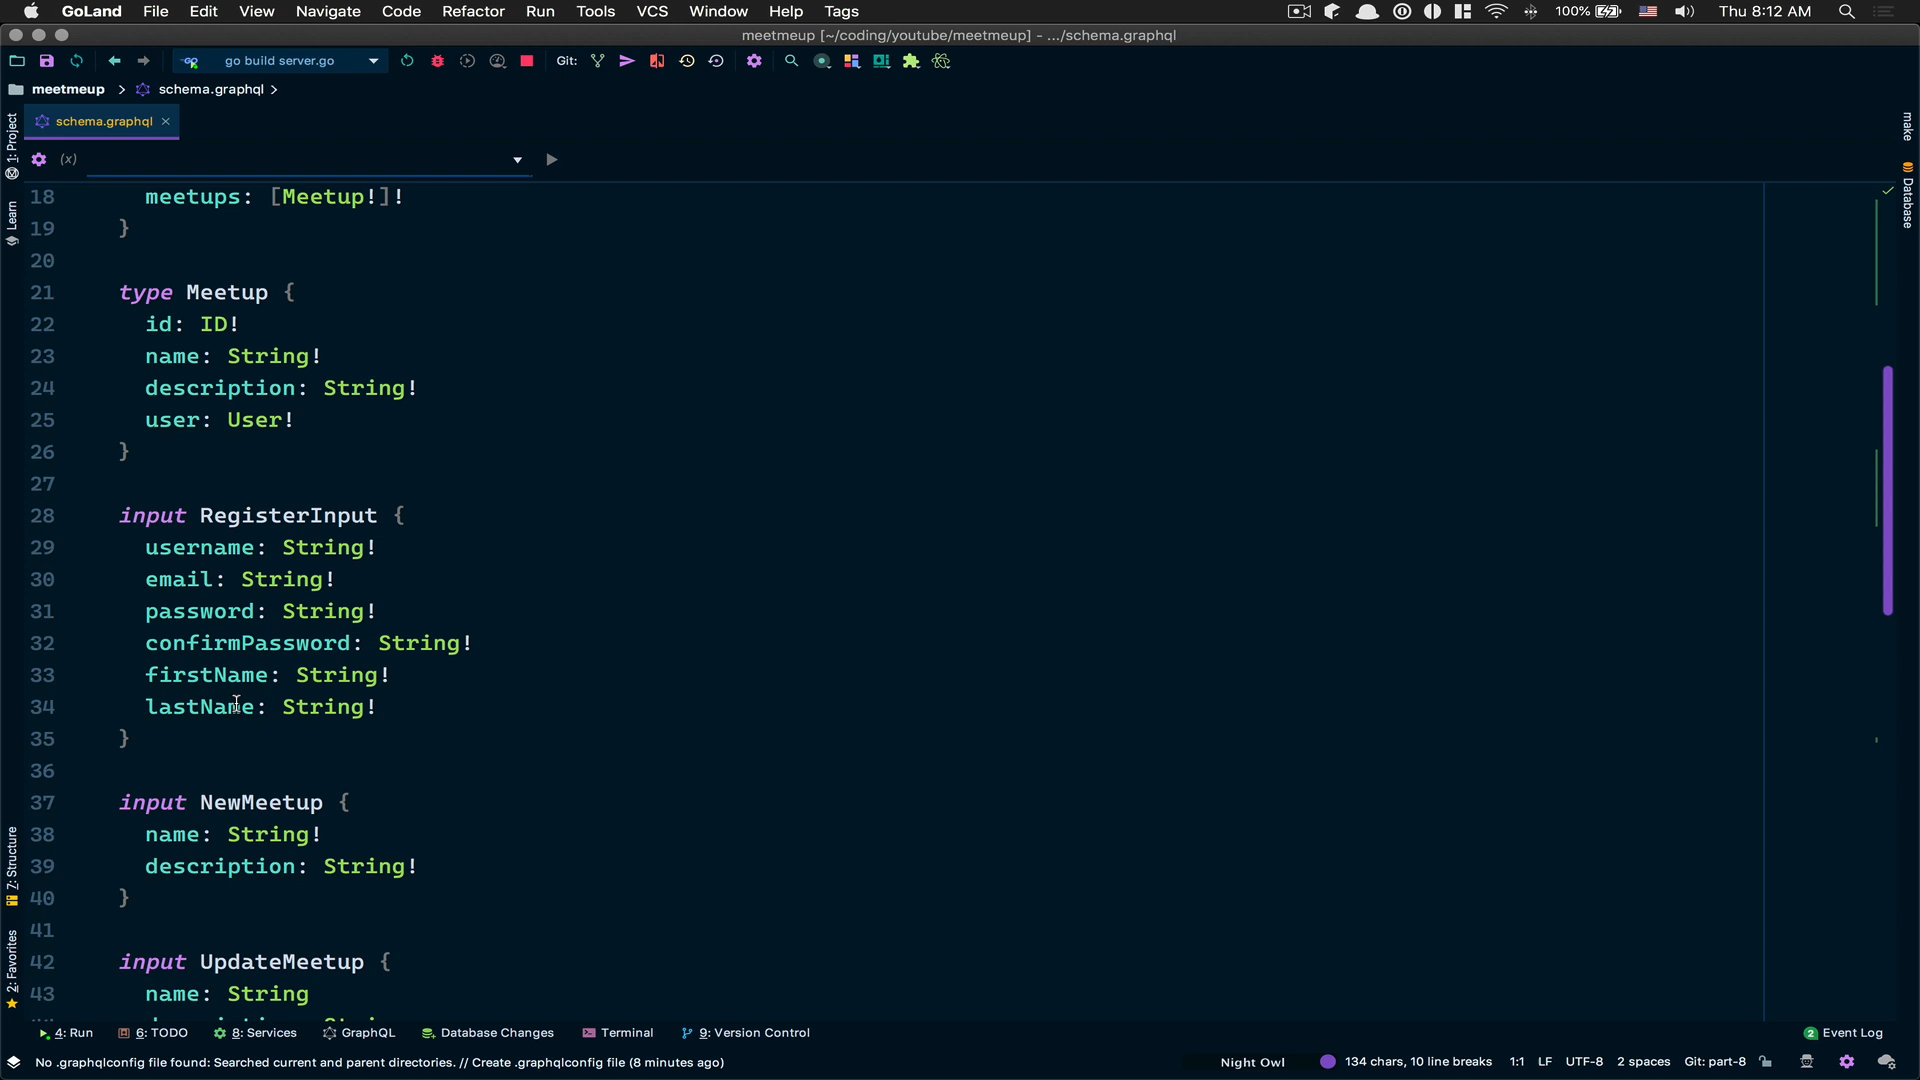 GoLand File Edit View Navigate Code Refactor Run Tools VCS Window Help Tags 100% Thu 8:12 AM
meetmeup [~/coding/youtube/meetmeup] - .../schema.graphql
go build server.go Git:
meetmeup > schema.graphql >
schema.graphql
(x)
1: Project
Learn
7: Structure
2: Favorites
make
Database
18 meetups: [Meetup!]!
19 }
20
21 type Meetup {
22 id: ID!
23 name: String!
24 description: String!
25 user: User!
26 }
27
28 input RegisterInput {
29 username: String!
30 email: String!
31 password: String!
32 confirmPassword: String!
33 firstName: String!
34 lastName: String!
35 }
36
37 input NewMeetup {
38 name: String!
39 description: String!
40 }
41
42 input UpdateMeetup {
43 name: String
4: Run 6: TODO 8: Services GraphQL Database Changes Terminal 9: Version Control 2 Event Log
No .graphqlconfig file found: Searched current and parent directories. // Create .graphqlconfig file (8 minutes ago) Night Owl 134 chars, 10 line breaks 1:1 LF UTF-8 2 spaces Git: part-8